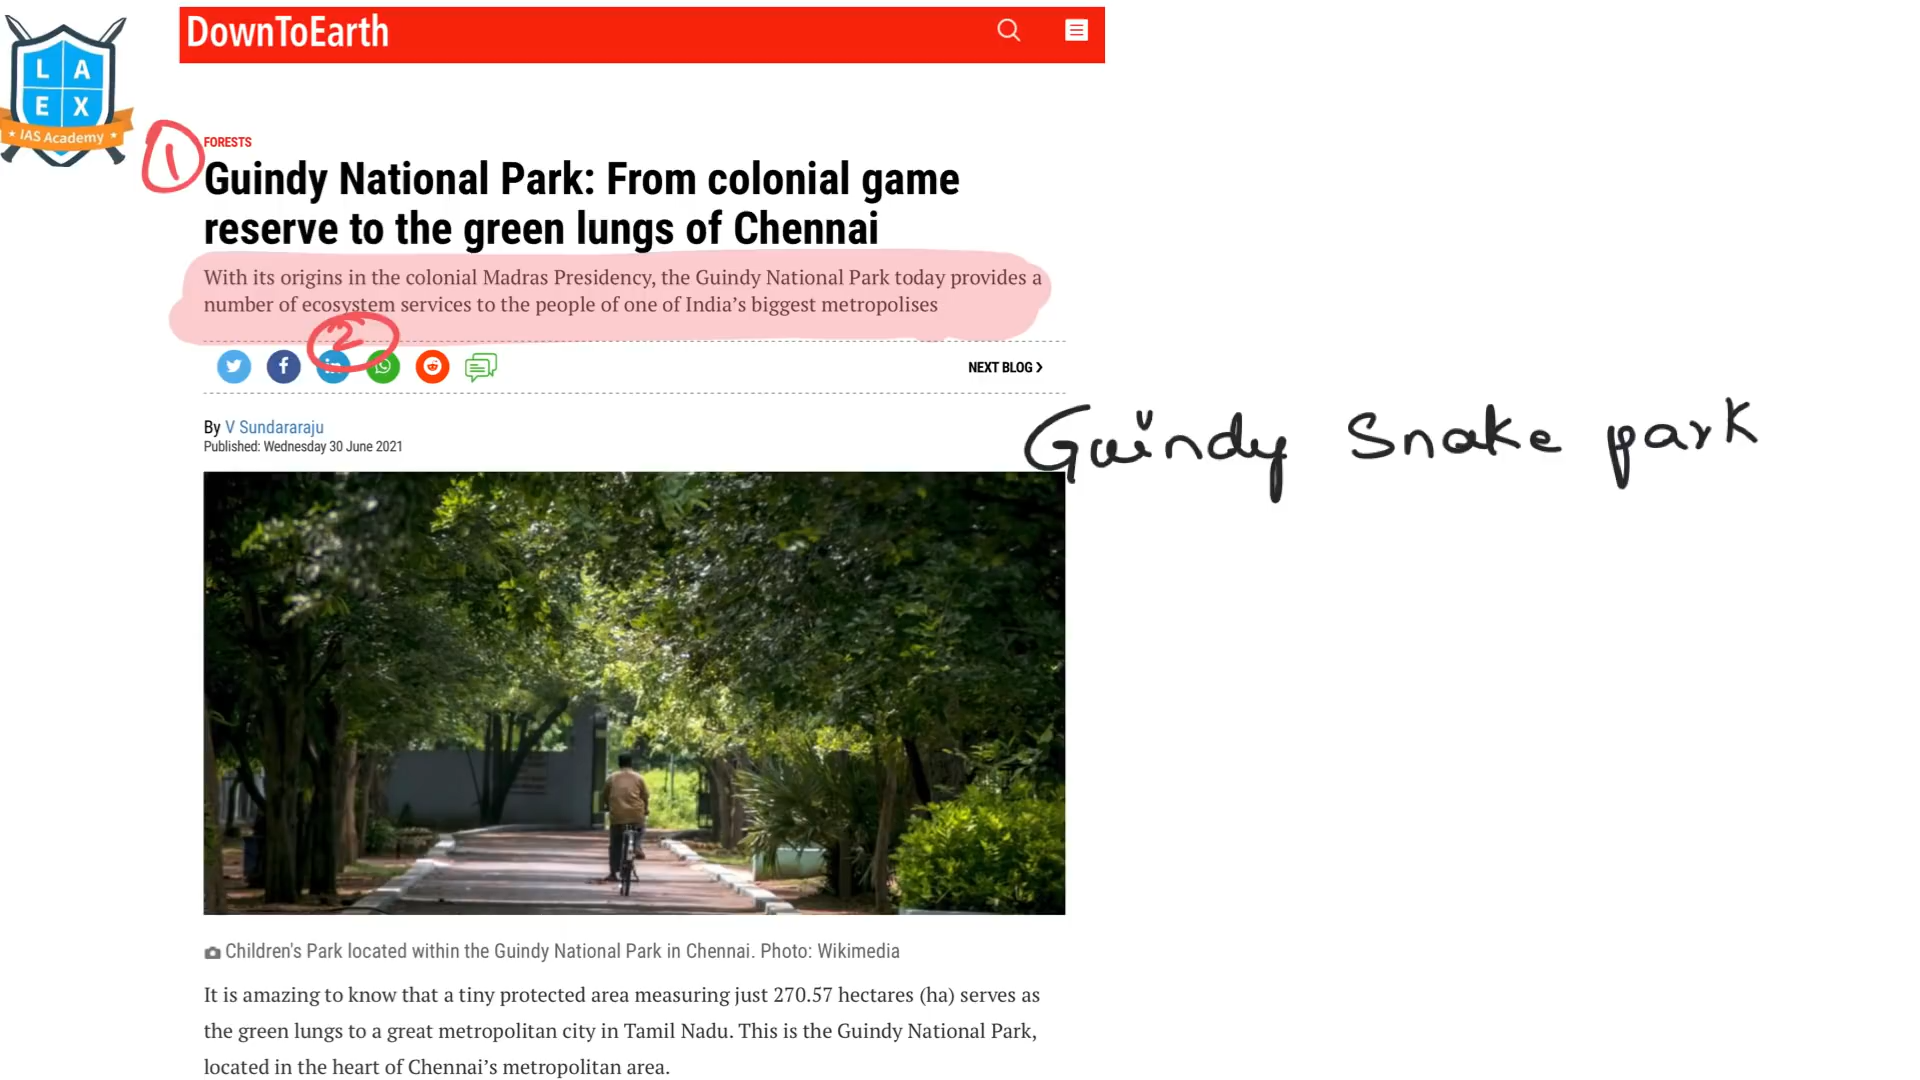 DownToEarth
L A
E X
★ IAS Academy ★
1
FORESTS
Guindy National Park: From colonial game
reserve to the green lungs of Chennai
With its origins in the colonial Madras Presidency, the Guindy National Park today provides a
number of ecosystem services to the people of one of India’s biggest metropolises
2
NEXT BLOG ❯
By V Sundararaju
Published: Wednesday 30 June 2021
Guindy Snake park
Children's Park located within the Guindy National Park in Chennai. Photo: Wikimedia
It is amazing to know that a tiny protected area measuring just 270.57 hectares (ha) serves as
the green lungs to a great metropolitan city in Tamil Nadu. This is the Guindy National Park,
located in the heart of Chennai’s metropolitan area.